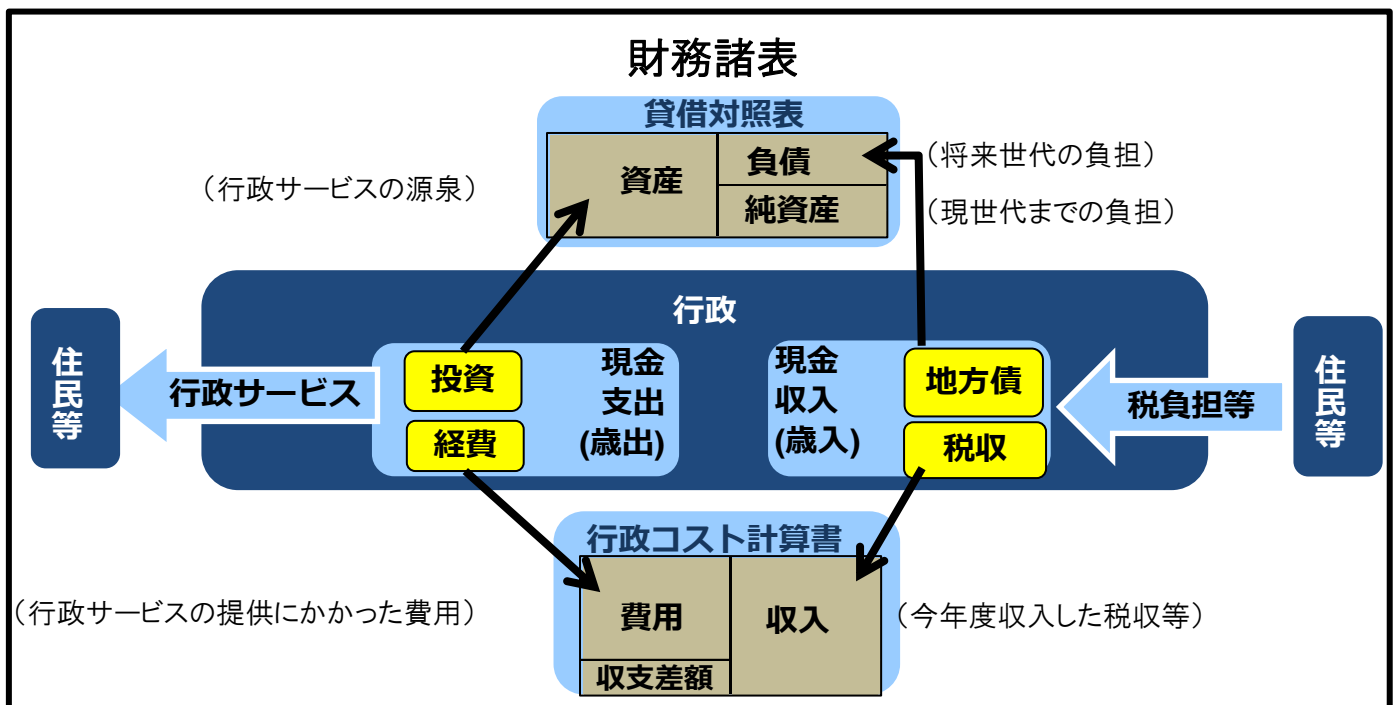 財務諸表
貸借対照表
資産
負債
純資産
（行政サービスの源泉）
（将来世代の負担）
（現世代までの負担）
行政
住民等
行政サービス
投資
経費
現金
支出
(歳出)
現金
収入
(歳入)
地方債
税収
税負担等
住民等
行政コスト計算書
費用
収支差額
収入
（行政サービスの提供にかかった費用）
（今年度収入した税収等）